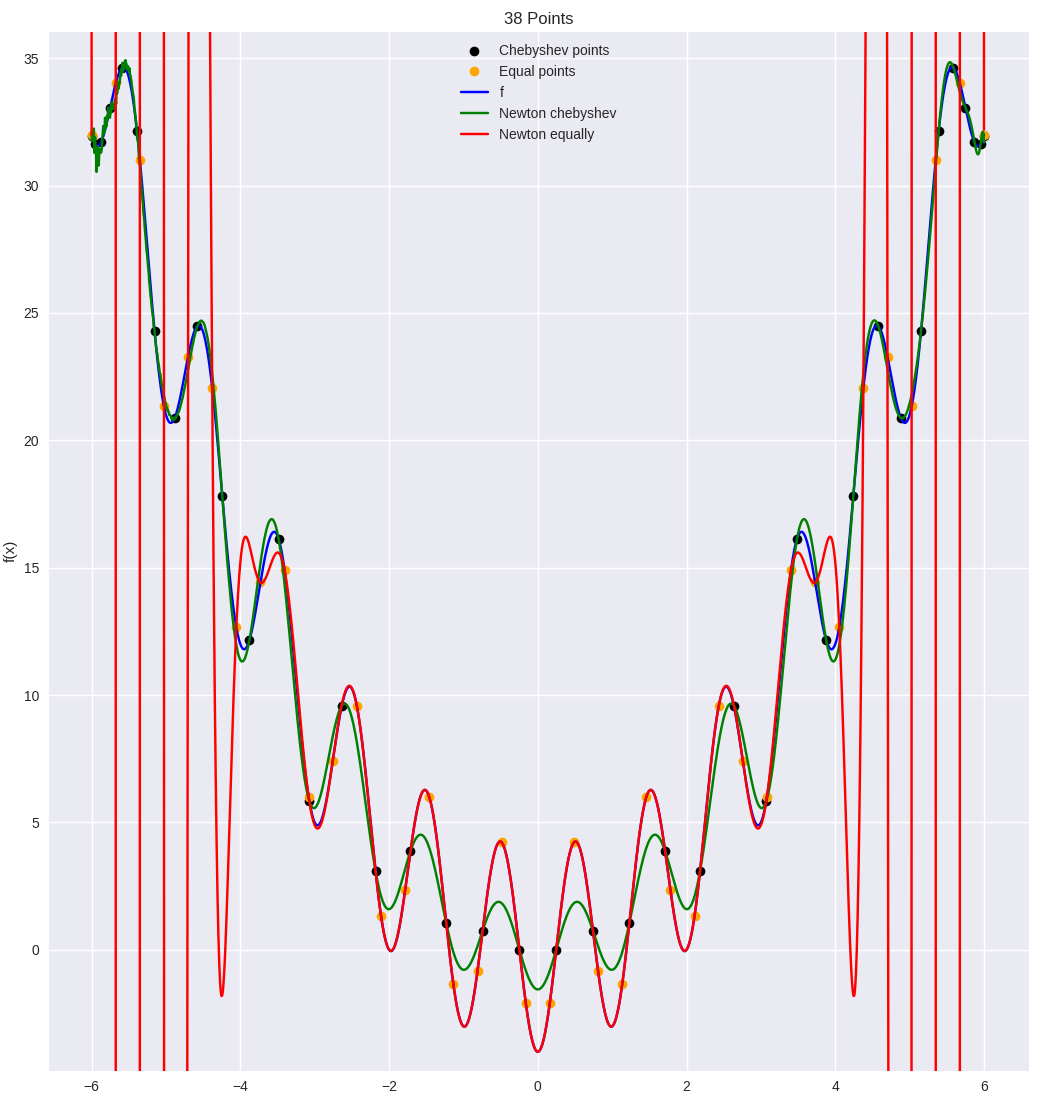 38 Points
Chebyshev points
Equal points
f
Newton chebyshev
Newton equally
f(x)
35
30
25
20
15
10
5
0
−6
−4
−2
0
2
4
6